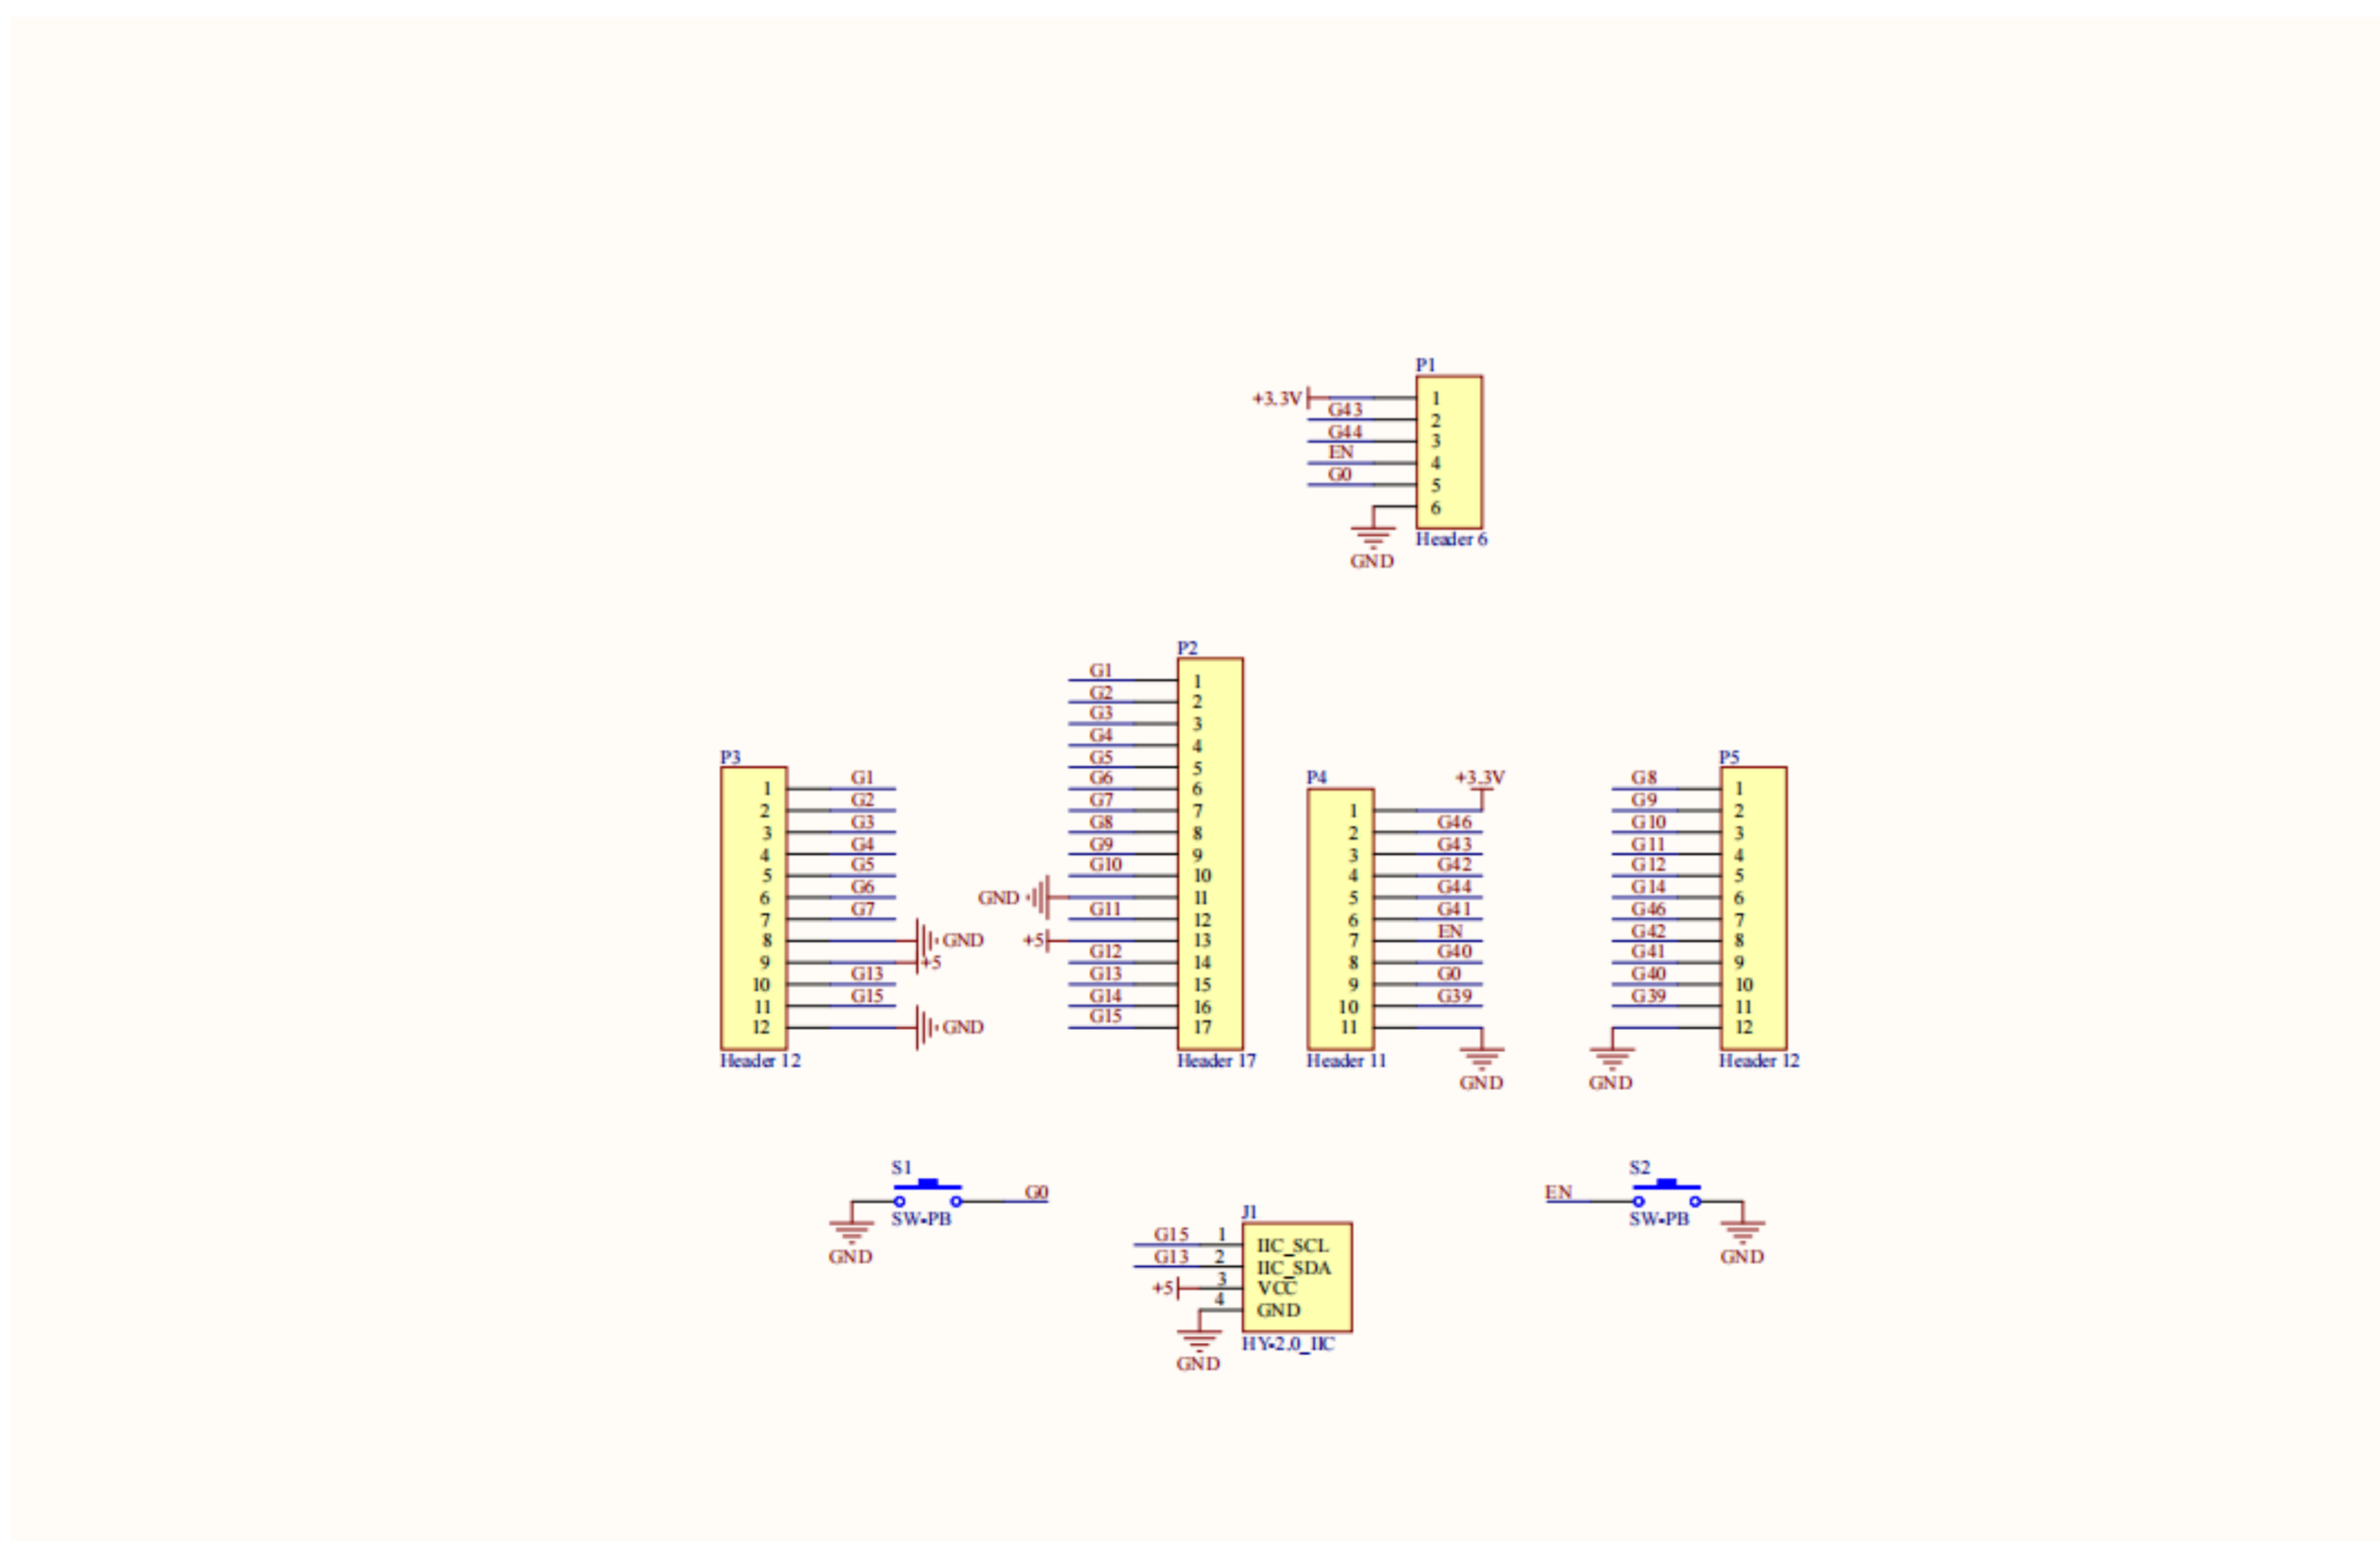 P1
+3.3V 1
G43 2
G44 3
EN 4
G0 5
6
GND
Header 6
P2
G1 1
G2 2
G3 3
G4 4
G5 5
G6 6
G7 7
G8 8
G9 9
G10 10
GND 11
G11 12
+5 13
G12 14
G13 15
G14 16
G15 17
Header 17
P3
1 G1
2 G2
3 G3
4 G4
5 G5
6 G6
7 G7
8 GND
9 +5
10 G13
11 G15
12 GND
Header 12
P4
1 +3.3V
2 G46
3 G43
4 G42
5 G44
6 G41
7 EN
8 G40
9 G0
10 G39
11
GND
Header 11
P5
G8 1
G9 2
G10 3
G11 4
G12 5
G14 6
G46 7
G42 8
G41 9
G40 10
G39 11
12
GND
Header 12
S1
G0
SW-PB
GND
J1
G15 1 IIC_SCL
G13 2 IIC_SDA
+5 3 VCC
4 GND
HY-2.0_IIC
GND
S2
EN
SW-PB
GND